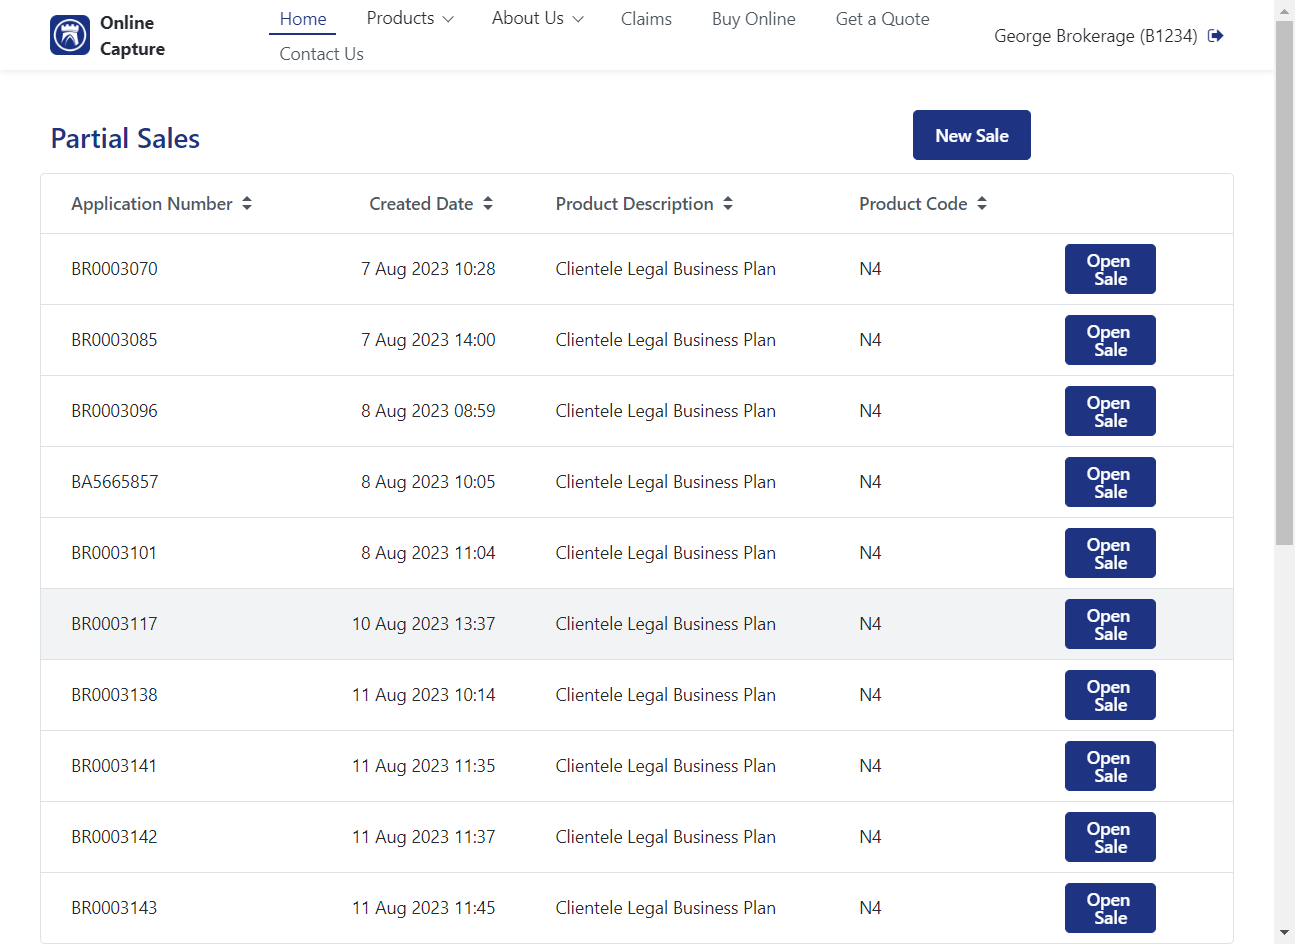 Online
Capture
Home Products About Us Claims Buy Online Get a Quote
Contact Us
George Brokerage (B1234)
Partial Sales
New Sale
Application Number Created Date Product Description Product Code
BR0003070 7 Aug 2023 10:28 Clientele Legal Business Plan N4 Open Sale
BR0003085 7 Aug 2023 14:00 Clientele Legal Business Plan N4 Open Sale
BR0003096 8 Aug 2023 08:59 Clientele Legal Business Plan N4 Open Sale
BA5665857 8 Aug 2023 10:05 Clientele Legal Business Plan N4 Open Sale
BR0003101 8 Aug 2023 11:04 Clientele Legal Business Plan N4 Open Sale
BR0003117 10 Aug 2023 13:37 Clientele Legal Business Plan N4 Open Sale
BR0003138 11 Aug 2023 10:14 Clientele Legal Business Plan N4 Open Sale
BR0003141 11 Aug 2023 11:35 Clientele Legal Business Plan N4 Open Sale
BR0003142 11 Aug 2023 11:37 Clientele Legal Business Plan N4 Open Sale
BR0003143 11 Aug 2023 11:45 Clientele Legal Business Plan N4 Open Sale